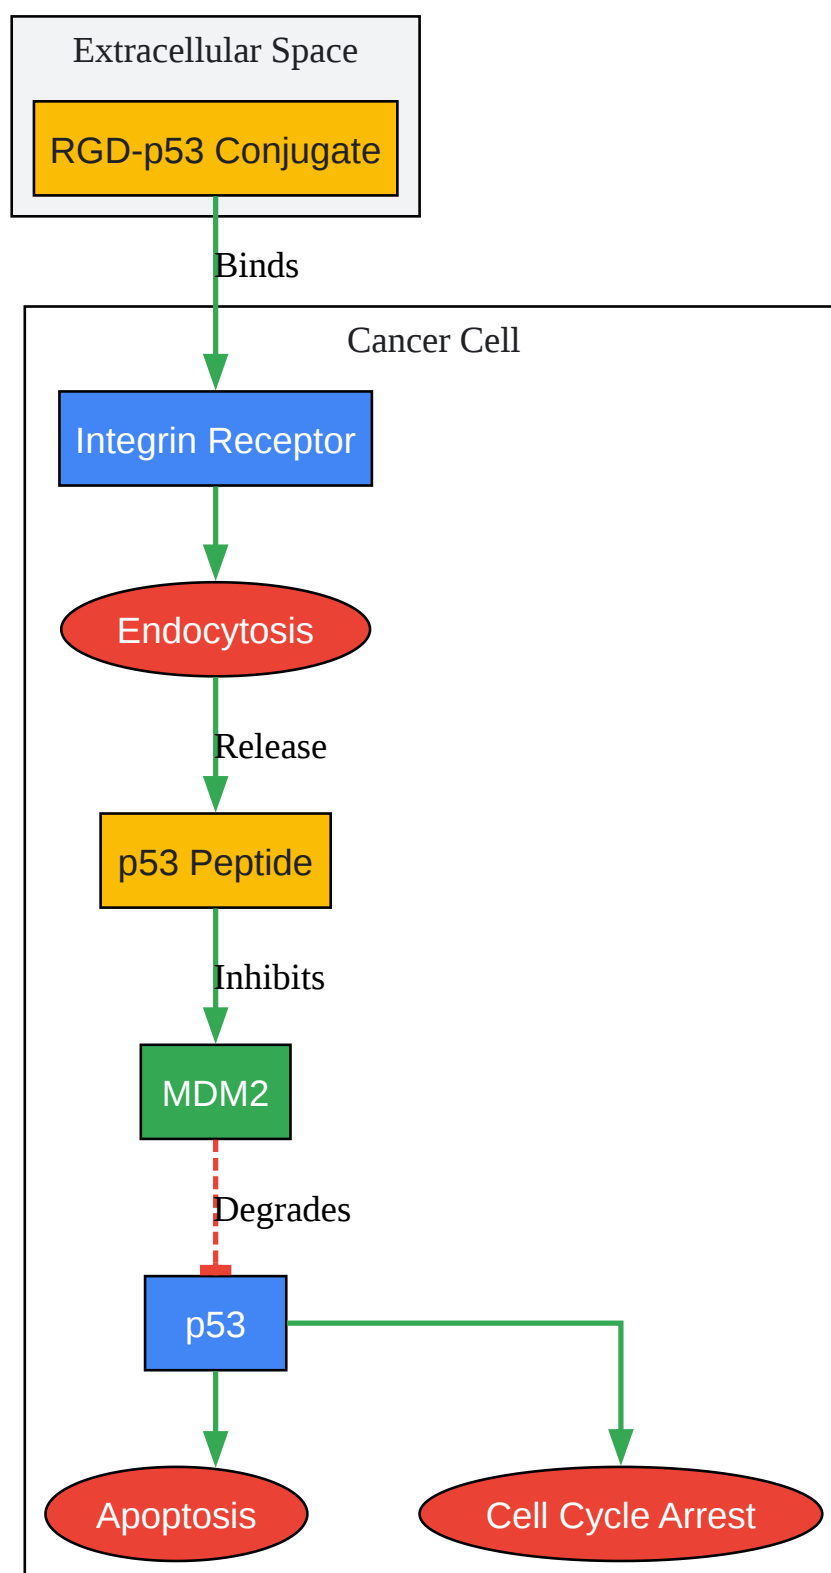 Extracellular Space
RGD-p53 Conjugate
Binds
Cancer Cell
Integrin Receptor
Endocytosis
Release
p53 Peptide
Inhibits
MDM2
Degrades
p53
Apoptosis
Cell Cycle Arrest